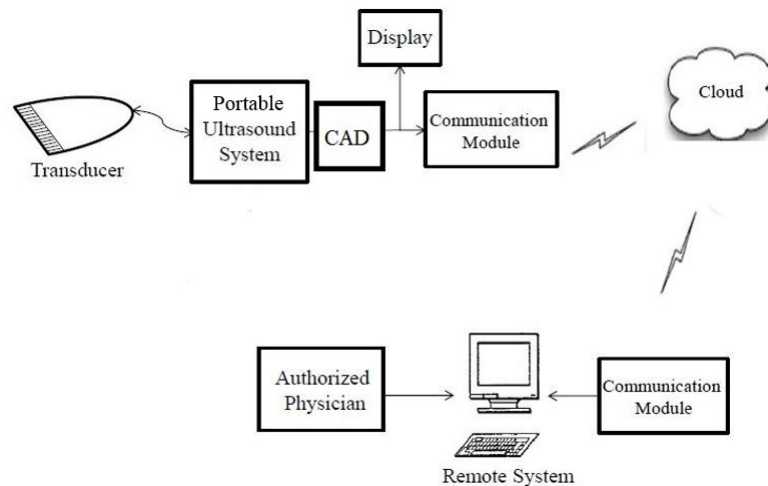 Display
Portable
Ultrasound
System
CAD
Communication
Module
Cloud
Transducer
Authorized
Physician
Communication
Module
Remote System